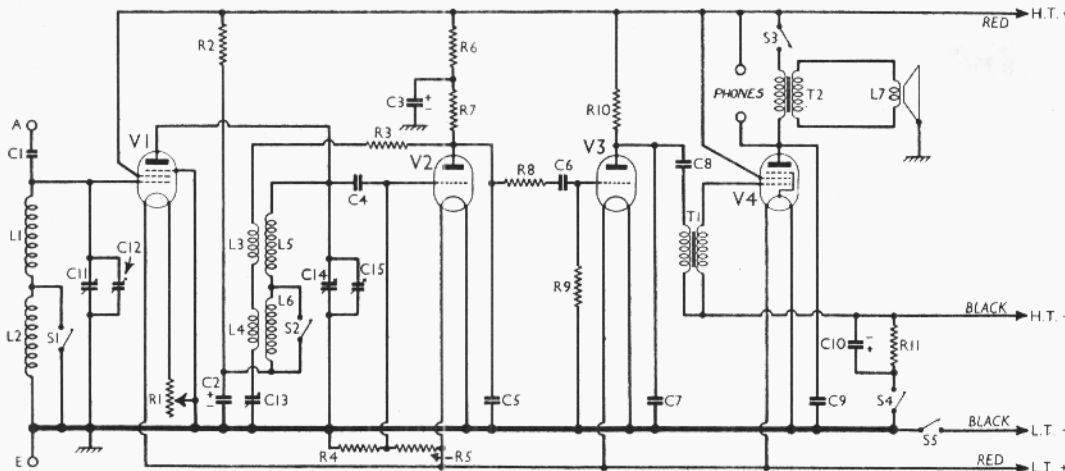 H.T.+
RED
R2
R6
S3
C3
+
-
R7
R10
PHONES
T2
L7
A
C1
V1
R3
V2
R8
C6
V3
C8
V4
C4
L1
C12
C11
L3
L5
C14
C15
T1
R9
L6
L4
S2
BLACK
H.T.-
L2
S1
C10
-
+
R11
R1
C2
+
-
C13
C5
C7
C9
S4
BLACK
L.T.-
S5
R4
R5
RED
L.T.+
E